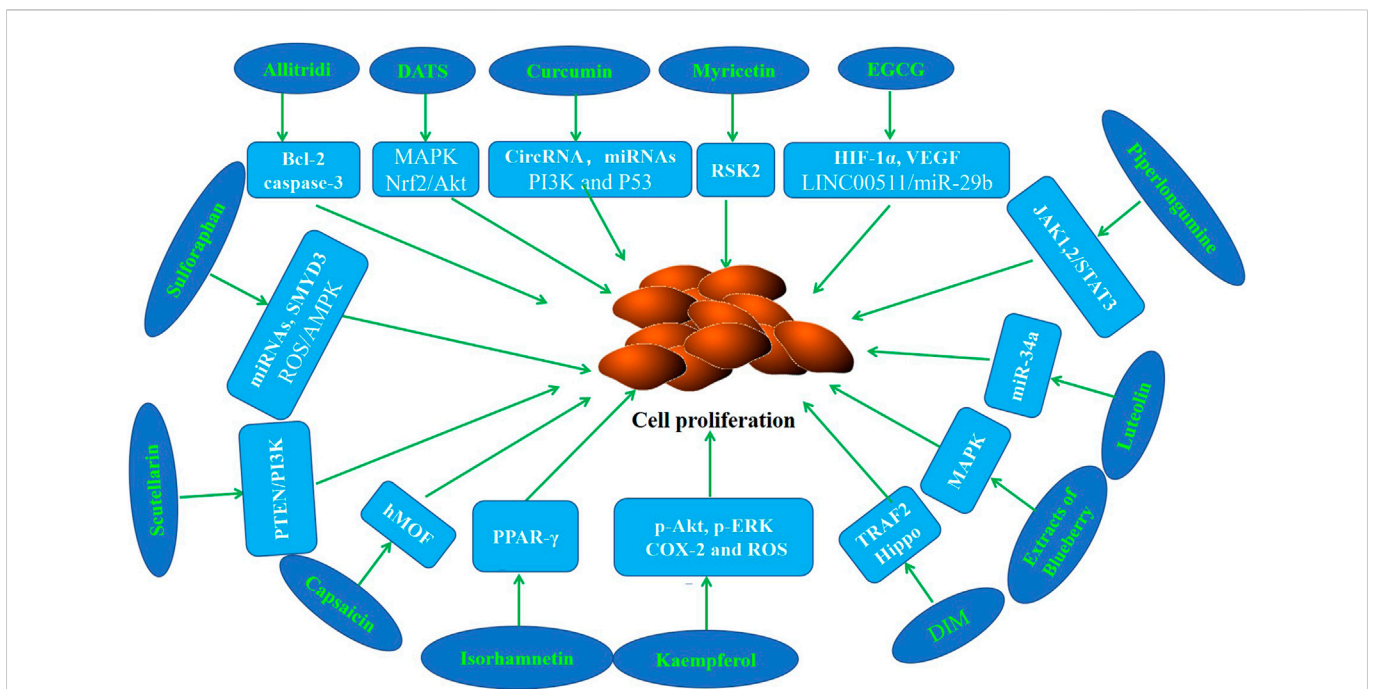 Allitridi
DATS
Curcumin
Myricetin
EGCG
Bcl-2
caspase-3
MAPK
Nrf2/Akt
CircRNA，miRNAs
PI3K and P53
RSK2
HIF-1α, VEGF
LINC00511/miR-29b
Piperlongumine
JAK1,2/STAT3
Sulforaphan
miRNAs, SMYD3
ROS/AMPK
miR-34a
Luteolin
Cell proliferation
Scutellarin
PTEN/PI3K
MAPK
Extracts of
Blueberry
hMOF
Capsaicin
PPAR-γ
p-Akt, p-ERK
COX-2 and ROS
TRAF2
Hippo
DIM
Isorhamnetin
Kaempferol